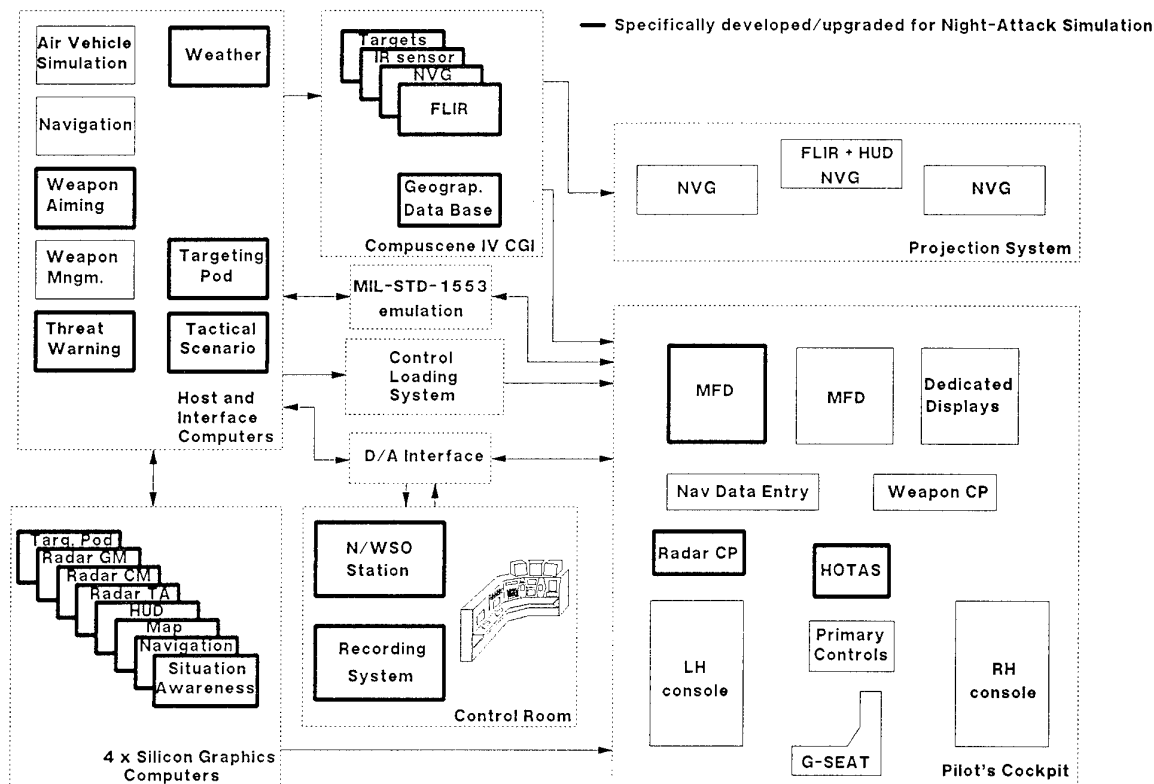 Specifically developed/upgraded for Night-Attack Simulation
Air Vehicle
Simulation
Weather
Navigation
Weapon
Aiming
Weapon
Mngm.
Targeting
Pod
Threat
Warning
Tactical
Scenario
Host and
Interface
Computers
Targets
IR sensor
NVG
FLIR
Geograp.
Data Base
Compuscene IV CGI
NVG
FLIR + HUD
NVG
NVG
Projection System
MIL-STD-1553
emulation
Control
Loading
System
D/A Interface
MFD
MFD
Dedicated
Displays
Nav Data Entry
Weapon CP
Radar CP
HOTAS
LH
console
Primary
Controls
RH
console
G-SEAT
Pilot's Cockpit
Targ. Pod
Radar GM
Radar CM
Radar TA
HUD
Map
Navigation
Situation
Awareness
4 x Silicon Graphics
Computers
N/WSO
Station
Recording
System
Control Room